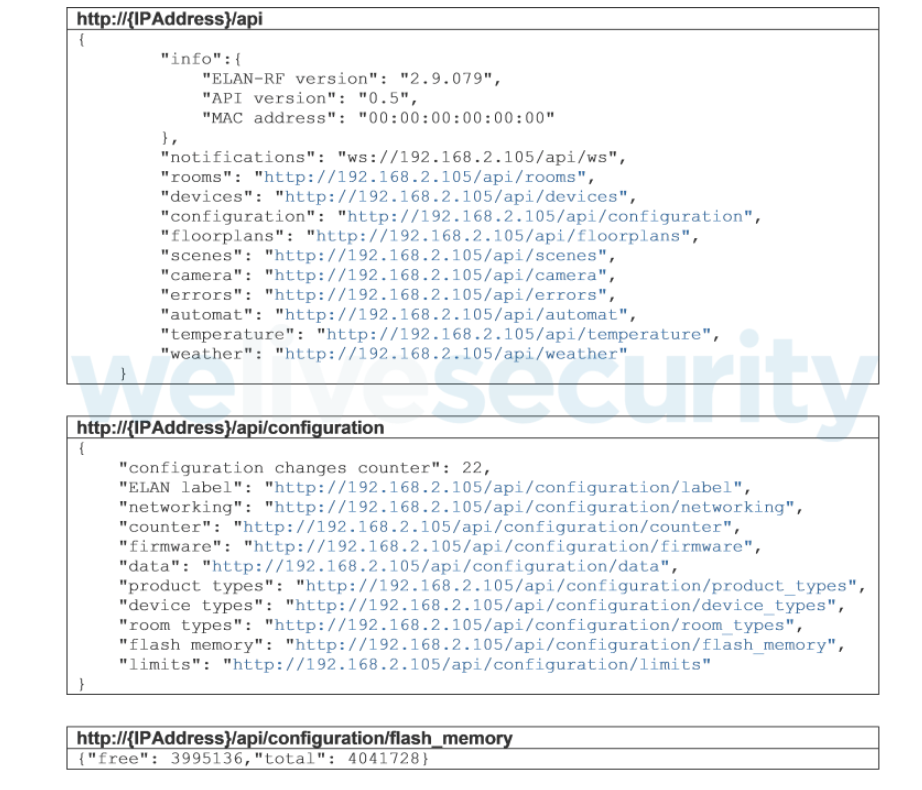 http://{IPAddress}/api
{
"info":{
"ELAN-RF version": "2.9.079",
"API version": "0.5",
"MAC address": "00:00:00:00:00:00"
},
"notifications": "ws://192.168.2.105/api/ws",
"rooms": "http://192.168.2.105/api/rooms",
"devices": "http://192.168.2.105/api/devices",
"configuration": "http://192.168.2.105/api/configuration",
"floorplans": "http://192.168.2.105/api/floorplans",
"scenes": "http://192.168.2.105/api/scenes",
"camera": "http://192.168.2.105/api/camera",
"errors": "http://192.168.2.105/api/errors",
"automat": "http://192.168.2.105/api/automat",
"temperature": "http://192.168.2.105/api/temperature",
"weather": "http://192.168.2.105/api/weather"
}
welivesecurity
http://{IPAddress}/api/configuration
{
"configuration changes counter": 22,
"ELAN label": "http://192.168.2.105/api/configuration/label",
"networking": "http://192.168.2.105/api/configuration/networking",
"counter": "http://192.168.2.105/api/configuration/counter",
"firmware": "http://192.168.2.105/api/configuration/firmware",
"data": "http://192.168.2.105/api/configuration/data",
"product types": "http://192.168.2.105/api/configuration/product_types",
"device types": "http://192.168.2.105/api/configuration/device_types",
"room types": "http://192.168.2.105/api/configuration/room_types",
"flash memory": "http://192.168.2.105/api/configuration/flash_memory",
"limits": "http://192.168.2.105/api/configuration/limits"
}
http://{IPAddress}/api/configuration/flash_memory
{"free": 3995136,"total": 4041728}